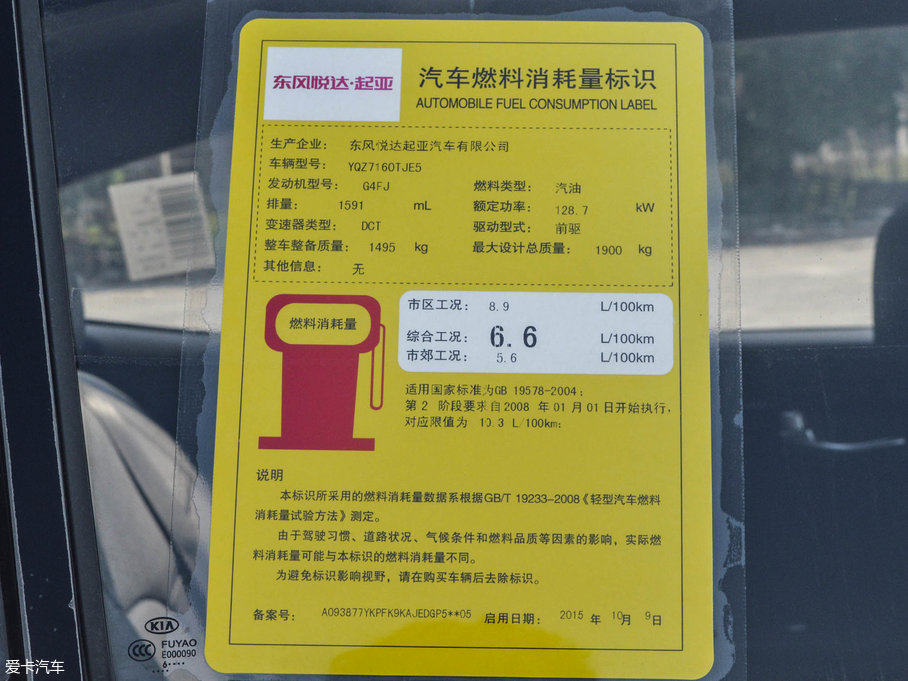 东风悦达·起亚
汽车燃料消耗量标识
AUTOMOBILE FUEL CONSUMPTION LABEL
生产企业： 东风悦达起亚汽车有限公司
车辆型号： YQZ7160TJE5
发动机型号： G4FJ 燃料类型： 汽油
排量： 1591 mL 额定功率： 128.7 kW
变速器类型： DCT 驱动型式： 前驱
整车整备质量： 1495 kg 最大设计总质量： 1900 kg
其他信息： 无
燃料消耗量
市区工况： 8.9 L/100km
综合工况： 6.6 L/100km
市郊工况： 5.6 L/100km
适用国家标准为GB 19578-2004；
第2 阶段要求自2008 年01月01日开始执行，
对应限值为 10.3 L/100km；
说明
本标识所采用的燃料消耗量数据系根据GB/T 19233-2008《轻型汽车燃料
消耗量试验方法》测定。
由于驾驶习惯、道路状况、气候条件和燃料品质等因素的影响，实际燃
料消耗量可能与本标识的燃料消耗量不同。
为避免标识影响视野，请在购买车辆后去除标识。
备案号： A093877YKPFK9KAJEDGP5**05 启用日期： 2015 年 10月 9日
KIA
CCC FUYAO
E000090
6····
爱卡汽车